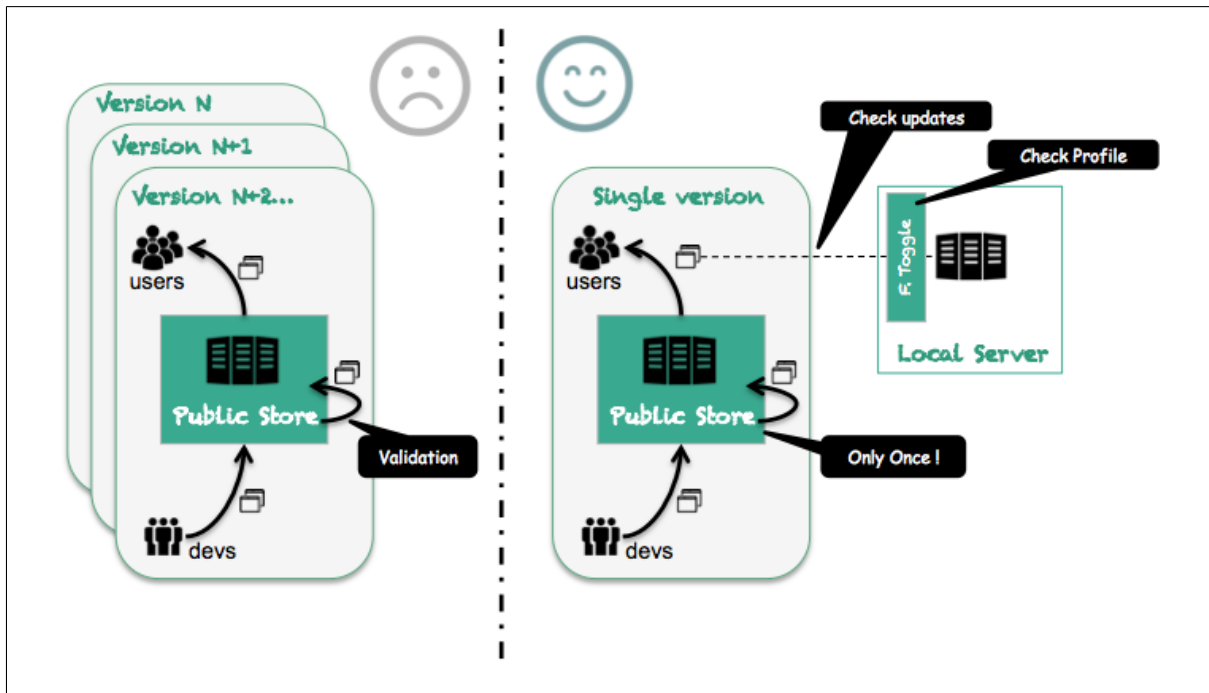 Version N
Version N+1
Version N+2...
users
Public Store
Validation
devs
Check updates
Check Profile
Single version
users
F. Toggle
Local Server
Public Store
Only Once !
devs